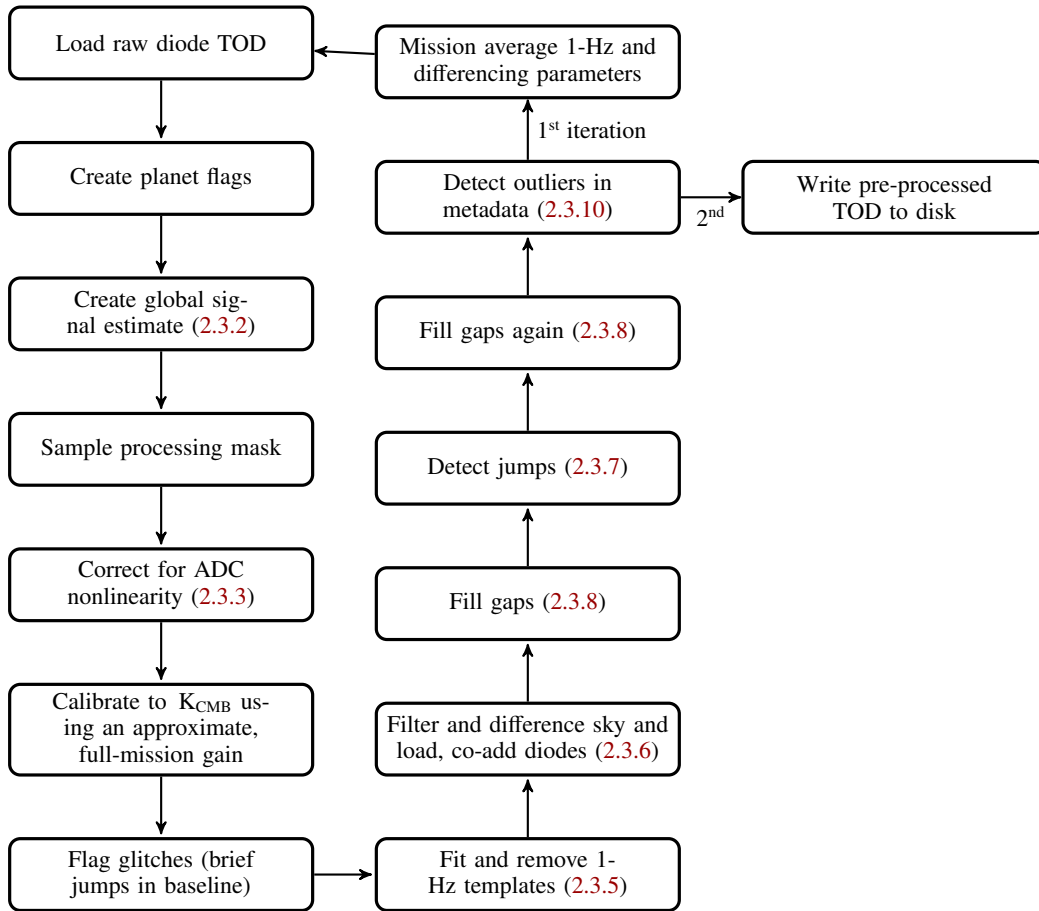 Load raw diode TOD
Create planet flags
Create global sig-
nal estimate (2.3.2)
Sample processing mask
Correct for ADC
nonlinearity (2.3.3)
Calibrate to K_CMB us-
ing an approximate,
full-mission gain
Flag glitches (brief
jumps in baseline)
Fit and remove 1-
Hz templates (2.3.5)
Filter and difference sky and
load, co-add diodes (2.3.6)
Fill gaps (2.3.8)
Detect jumps (2.3.7)
Fill gaps again (2.3.8)
Detect outliers in
metadata (2.3.10)
1st iteration
Mission average 1-Hz and
differencing parameters
2nd
Write pre-processed
TOD to disk